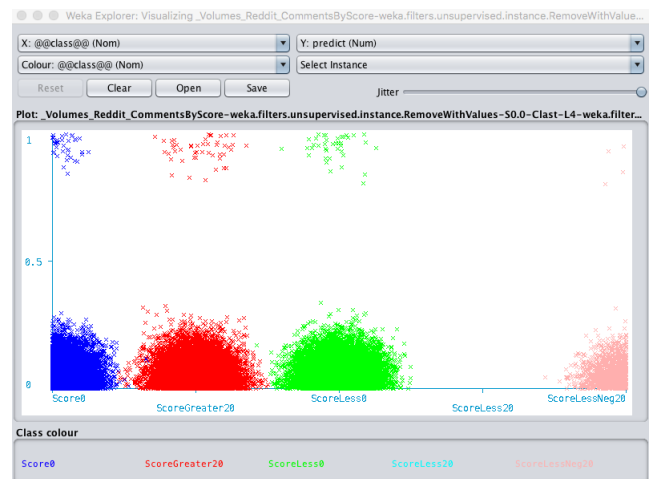 Weka Explorer: Visualizing _Volumes_Reddit_CommentsByScore-weka.filters.unsupervised.instance.RemoveWithValue...
X: @@class@@ (Nom) Y: predict (Num)
Colour: @@class@@ (Nom) Select Instance
Reset Clear Open Save Jitter
Plot: _Volumes_Reddit_CommentsByScore-weka.filters.unsupervised.instance.RemoveWithValues-S0.0-Clast-L4-weka.filter...
1
0.5
0
Score0 ScoreGreater20 ScoreLess0 ScoreLess20 ScoreLessNeg20
Class colour
Score0 ScoreGreater20 ScoreLess0 ScoreLess20 ScoreLessNeg20